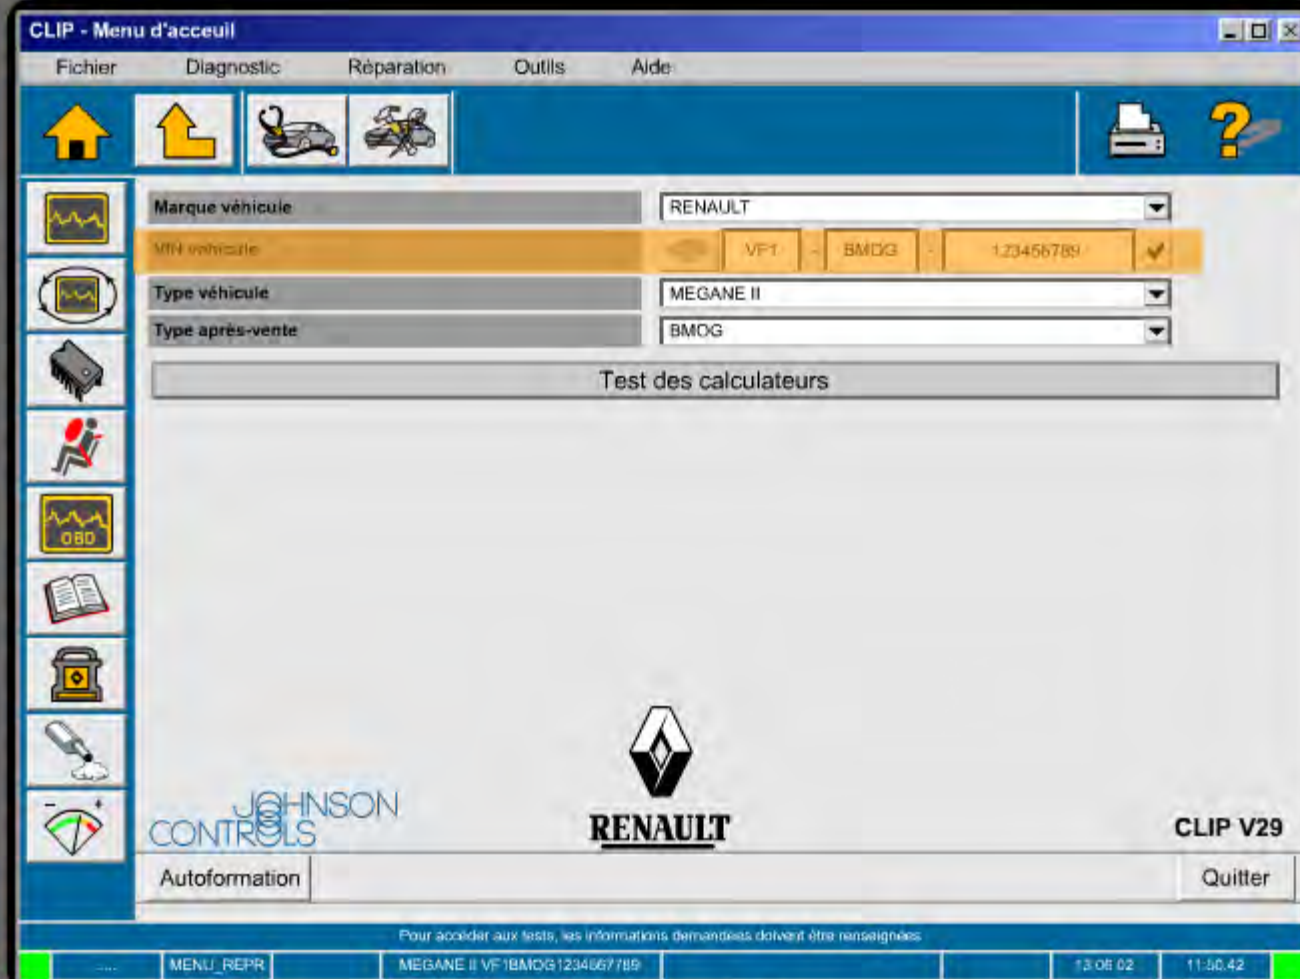 CLIP - Menu d'acceuil
Fichier Diagnostic Réparation Outils Aide
Marque véhicule RENAULT
VIN véhicule VF1 - BMOG - 123456789
Type véhicule MEGANE II
Type après-vente BMOG
Test des calculateurs
OBD
JOHNSON
CONTROLS
RENAULT
CLIP V29
Autoformation Quitter
Pour accéder aux tests, les informations demandées doivent être renseignées
..... MENU_REPR MEGANE II VF1BMOG1234567789 13:06:02 11:50:42